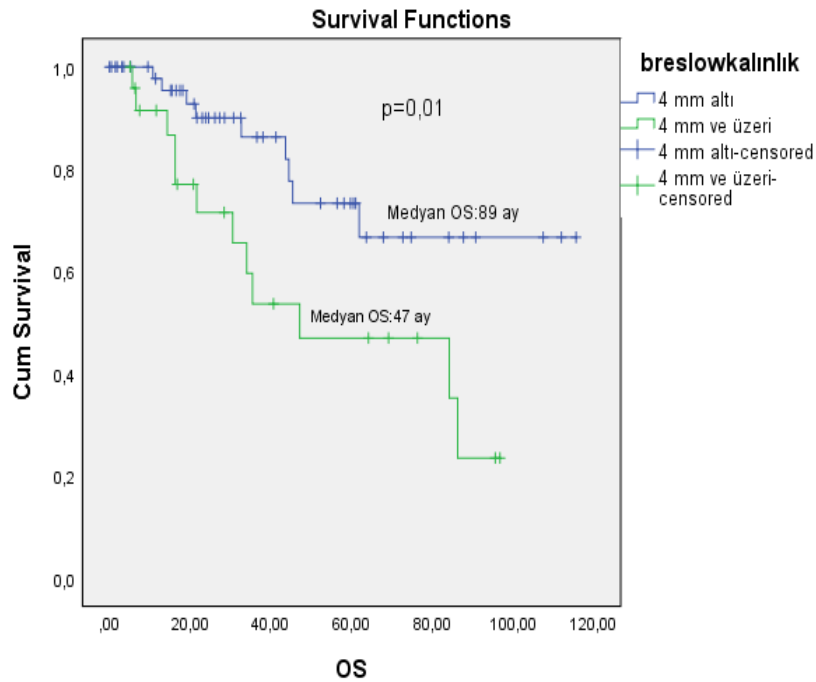 Survival Functions
breslowkalınlık
4 mm altı
4 mm ve üzeri
4 mm altı-censored
4 mm ve üzeri-
censored
p=0,01
Medyan OS:89 ay
Medyan OS:47 ay
Cum Survival
1,0
0,8
0,6
0,4
0,2
0,0
,00 20,00 40,00 60,00 80,00 100,00 120,00
OS